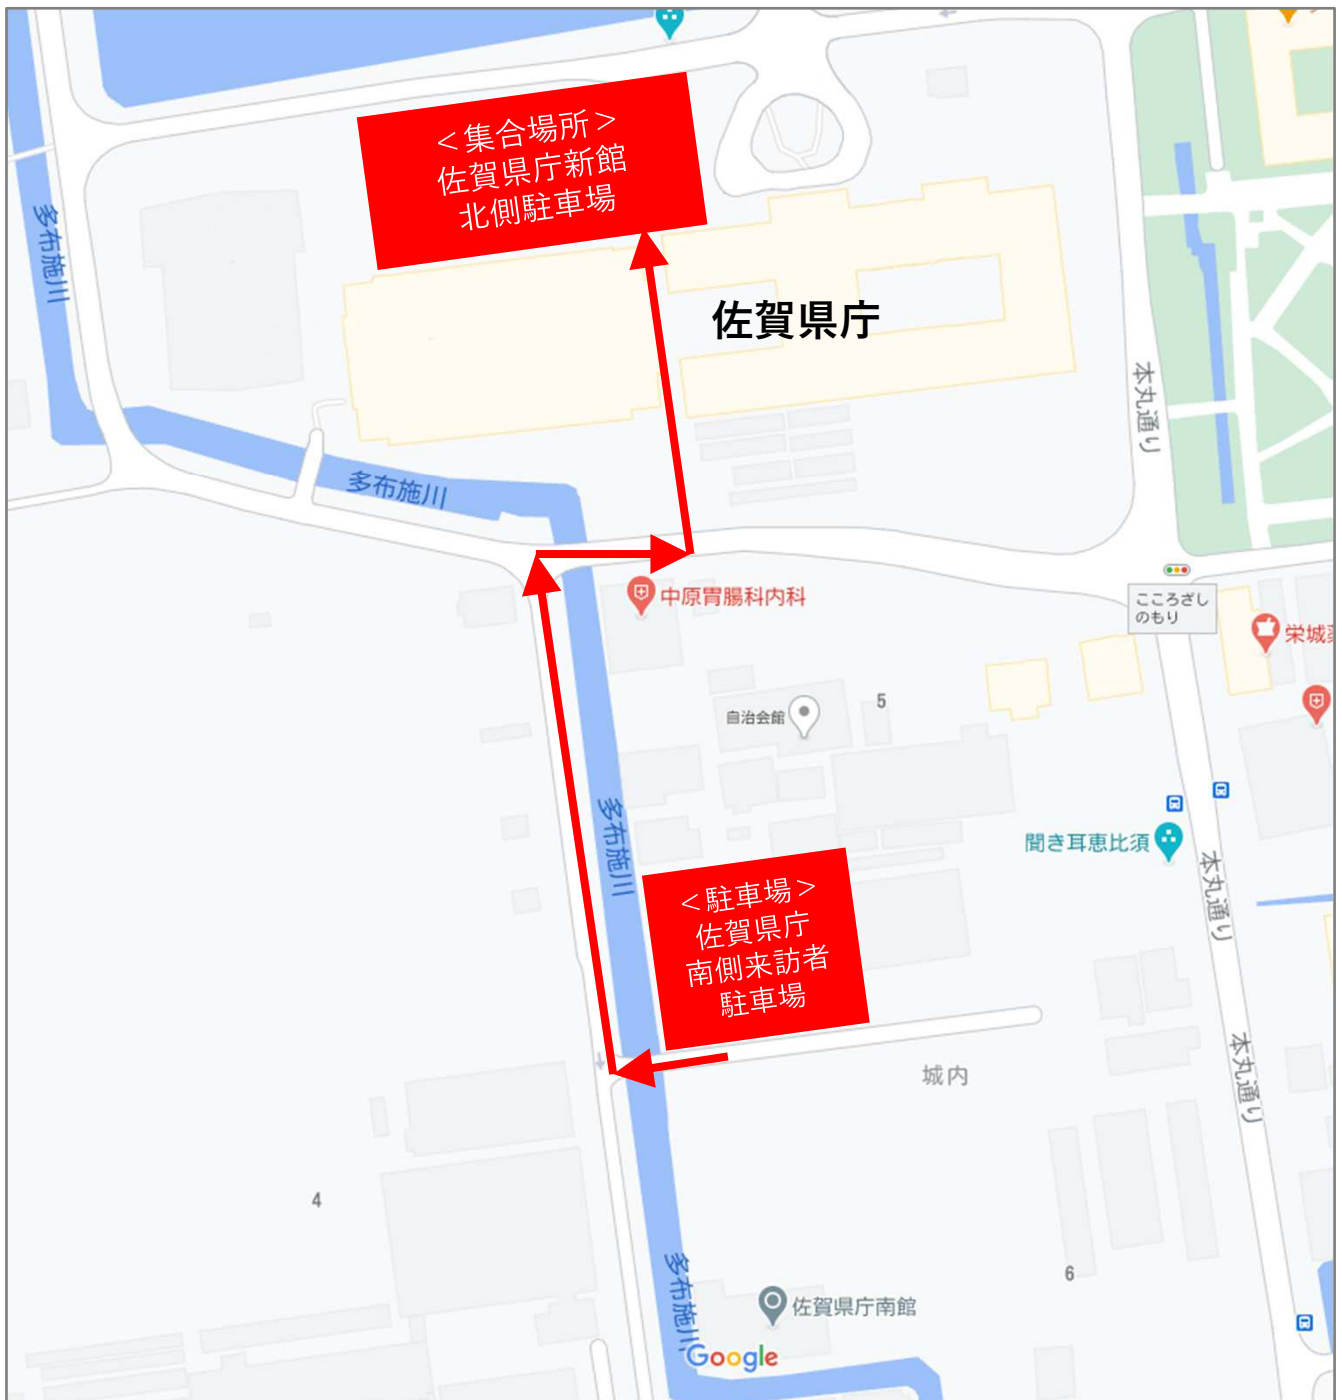 ＜集合場所＞
佐賀県庁新館
北側駐車場
多布施川
佐賀県庁
本丸通り
多布施川
中原胃腸科内科
こころざし
のもり
栄城
自治会館
5
多布施川
聞き耳恵比須
本丸通り
＜駐車場＞
佐賀県庁
南側来訪者
駐車場
城内
本丸通り
4
6
多布施川
佐賀県庁南館
Google